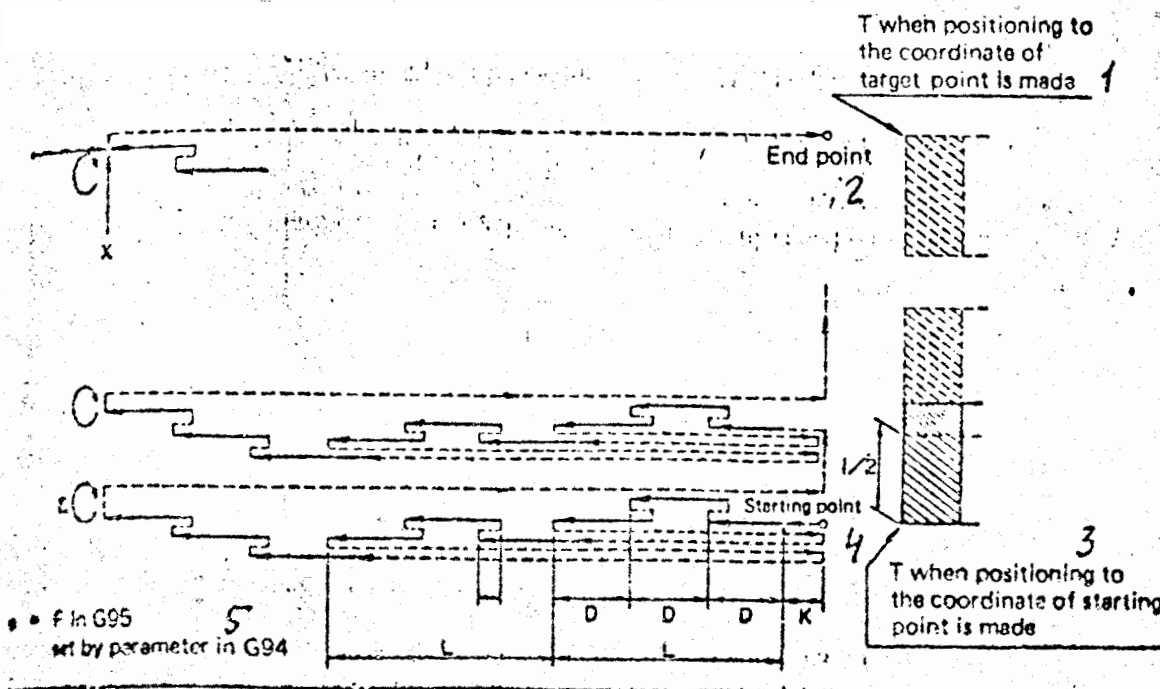 T when positioning to
the coordinate of
target point is mada
1
End point
2
X
1/2
Starting point
4
3
T when positioning to
the coordinate of starting
point is made
D
D
D
K
f in G95
5
set by parameter in G94
L
L